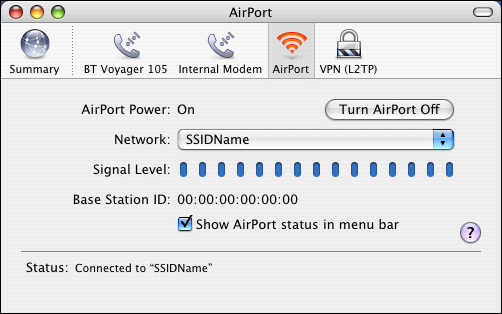 AirPort
Summary
BT Voyager 105
Internal Modem
AirPort
VPN (L2TP)
AirPort Power: On
Turn AirPort Off
Network: SSIDName
Signal Level:
Base Station ID: 00:00:00:00:00:00
Show AirPort status in menu bar
?
Status: Connected to “SSIDName”